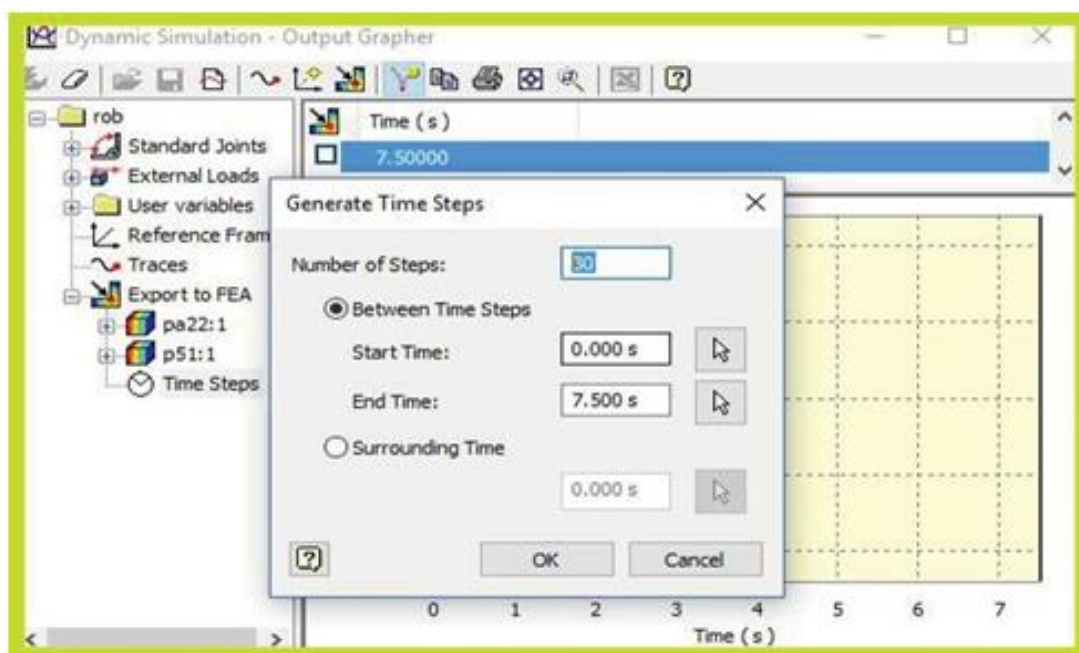 Dynamic Simulation - Output Grapher
rob
Standard Joints
External Loads
User variables
Reference Fram
Traces
Export to FEA
pa22:1
p51:1
Time Steps
Time ( s )
7.50000
Generate Time Steps
Number of Steps:
30
Between Time Steps
Start Time:
0.000 s
End Time:
7.500 s
Surrounding Time
0.000 s
OK
Cancel
0 1 2 3 4 5 6 7
Time ( s )